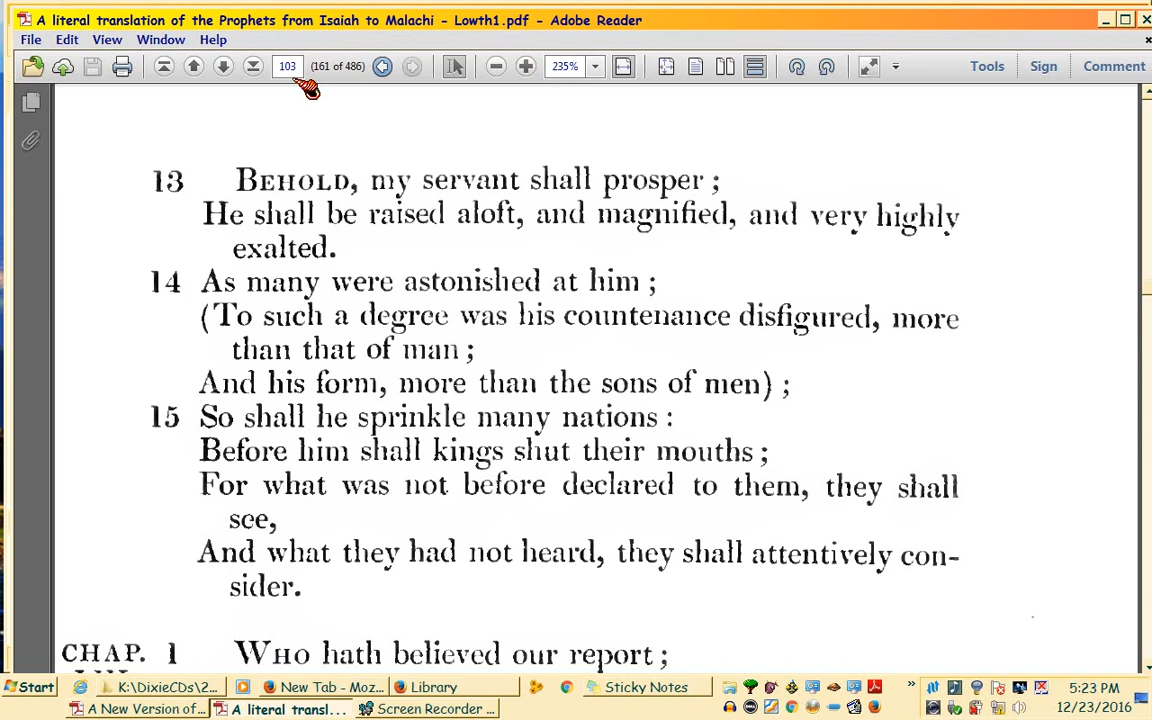 A literal translation of the Prophets from Isaiah to Malachi - Lowth1.pdf - Adobe Reader
File Edit View Window Help
103 (161 of 486) 235% Tools Sign Comment
13 BEHOLD, my servant shall prosper ;
He shall be raised aloft, and magnified, and very highly
exalted.
14 As many were astonished at him ;
(To such a degree was his countenance disfigured, more
than that of man ;
And his form, more than the sons of men) ;
15 So shall he sprinkle many nations :
Before him shall kings shut their mouths ;
For what was not before declared to them, they shall
see,
And what they had not heard, they shall attentively con-
sider.
CHAP. 1 WHO hath believed our report ;
Start K:\DixieCDs\2... New Tab - Moz... Library Sticky Notes » 5:23 PM
A New Version of... A literal transl... Screen Recorder ... 12/23/2016